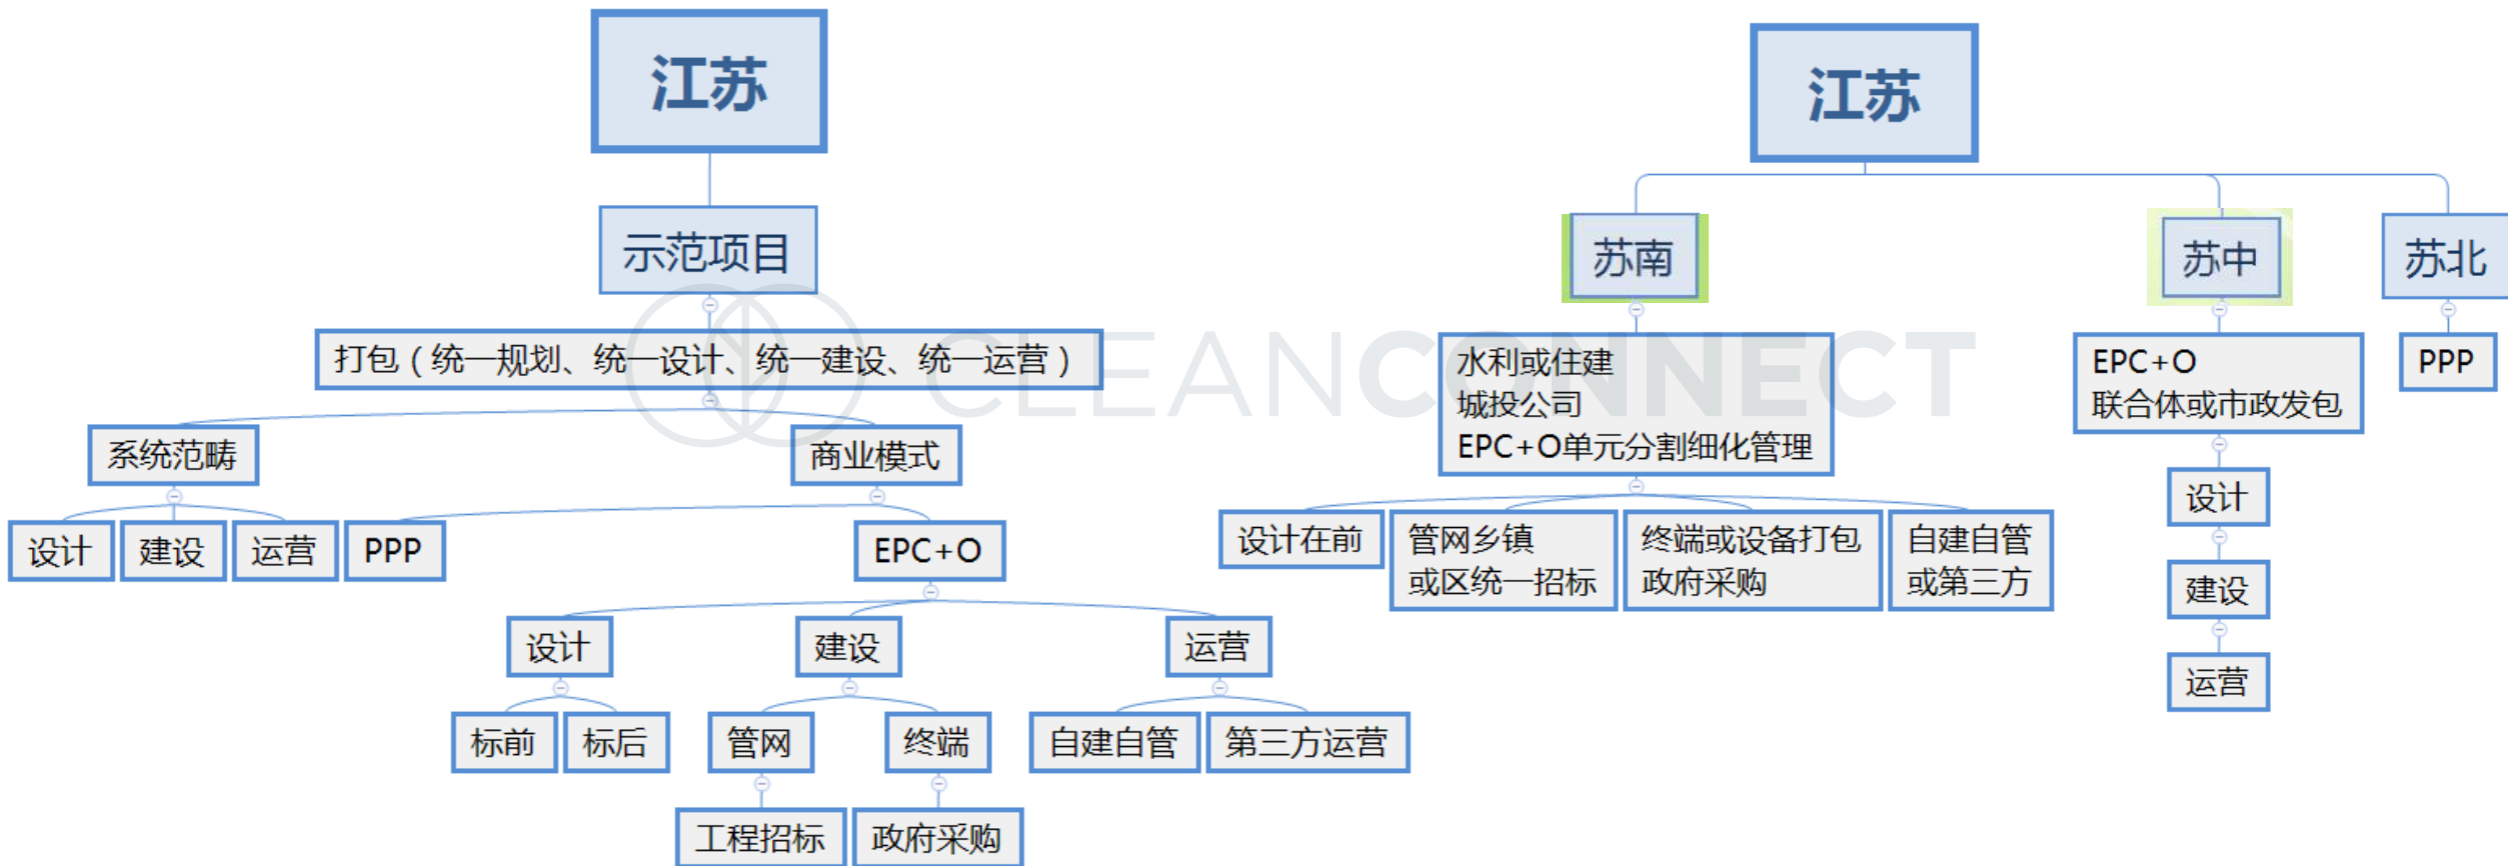 江苏
示范项目
打包（统一规划、统一设计、统一建设、统一运营）
系统范畴
商业模式
设计
建设
运营
PPP
EPC+O
设计
建设
运营
标前
标后
管网
终端
自建自管
第三方运营
工程招标
政府采购
江苏
苏南
苏中
苏北
水利或住建
城投公司
EPC+O单元分割细化管理
EPC+O
联合体或市政发包
PPP
设计在前
管网乡镇
或区统一招标
终端或设备打包
政府采购
自建自管
或第三方
设计
建设
运营
CLEANCONNECT